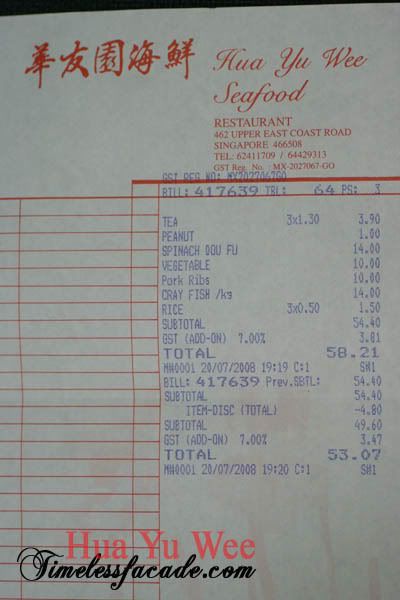 華友園海鮮
Hua Yu Wee
Seafood
RESTAURANT
462 UPPER EAST COAST ROAD
SINGAPORE 466508
TEL: 62411709 / 64429313
GST Reg. No. : MX-2027067-GO
GST REG NO: MX2027067GO
BILL: 417639 TBL: 64 PS: 3
TEA 3x1.30 3.90
PEANUT 1.00
SPINACH DOU FU 14.00
VEGETABLE 10.00
Pork Ribs 10.00
CRAY FISH /kg 14.00
RICE 3x0.50 1.50
SUBTOTAL 54.40
GST (ADD-ON) 7.00% 3.81
TOTAL 58.21
MH0001 20/07/2008 19:19 C:1 SH1
BILL: 417639 Prev.SBTL: 54.40
SUBTOTAL 54.40
ITEM-DISC (TOTAL) -4.80
SUBTOTAL 49.60
GST (ADD-ON) 7.00% 3.47
TOTAL 53.07
MH0001 20/07/2008 19:20 C:1 SH1
Hua Yu Wee
Timelessfacade.com